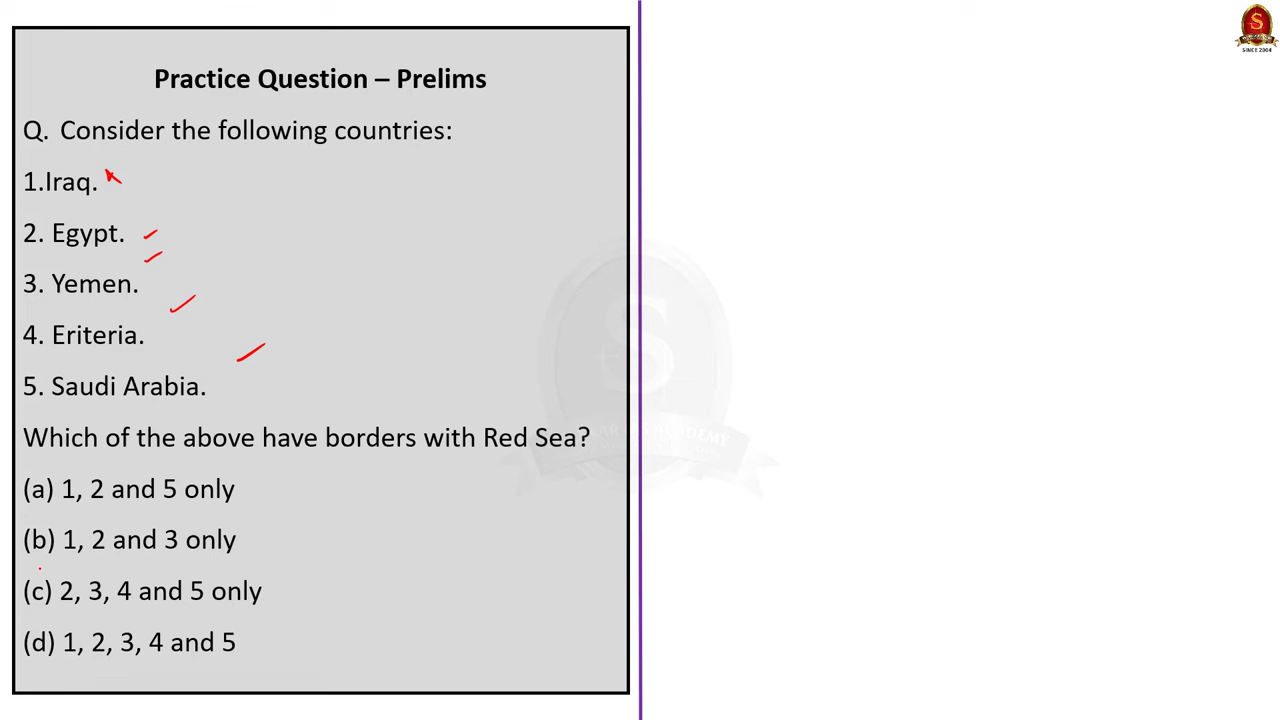 Practice Question – Prelims
Q. Consider the following countries:
1.Iraq.
2. Egypt.
3. Yemen.
4. Eriteria.
5. Saudi Arabia.
Which of the above have borders with Red Sea?
(a) 1, 2 and 5 only
(b) 1, 2 and 3 only
(c) 2, 3, 4 and 5 only
(d) 1, 2, 3, 4 and 5
S
SINCE 2004